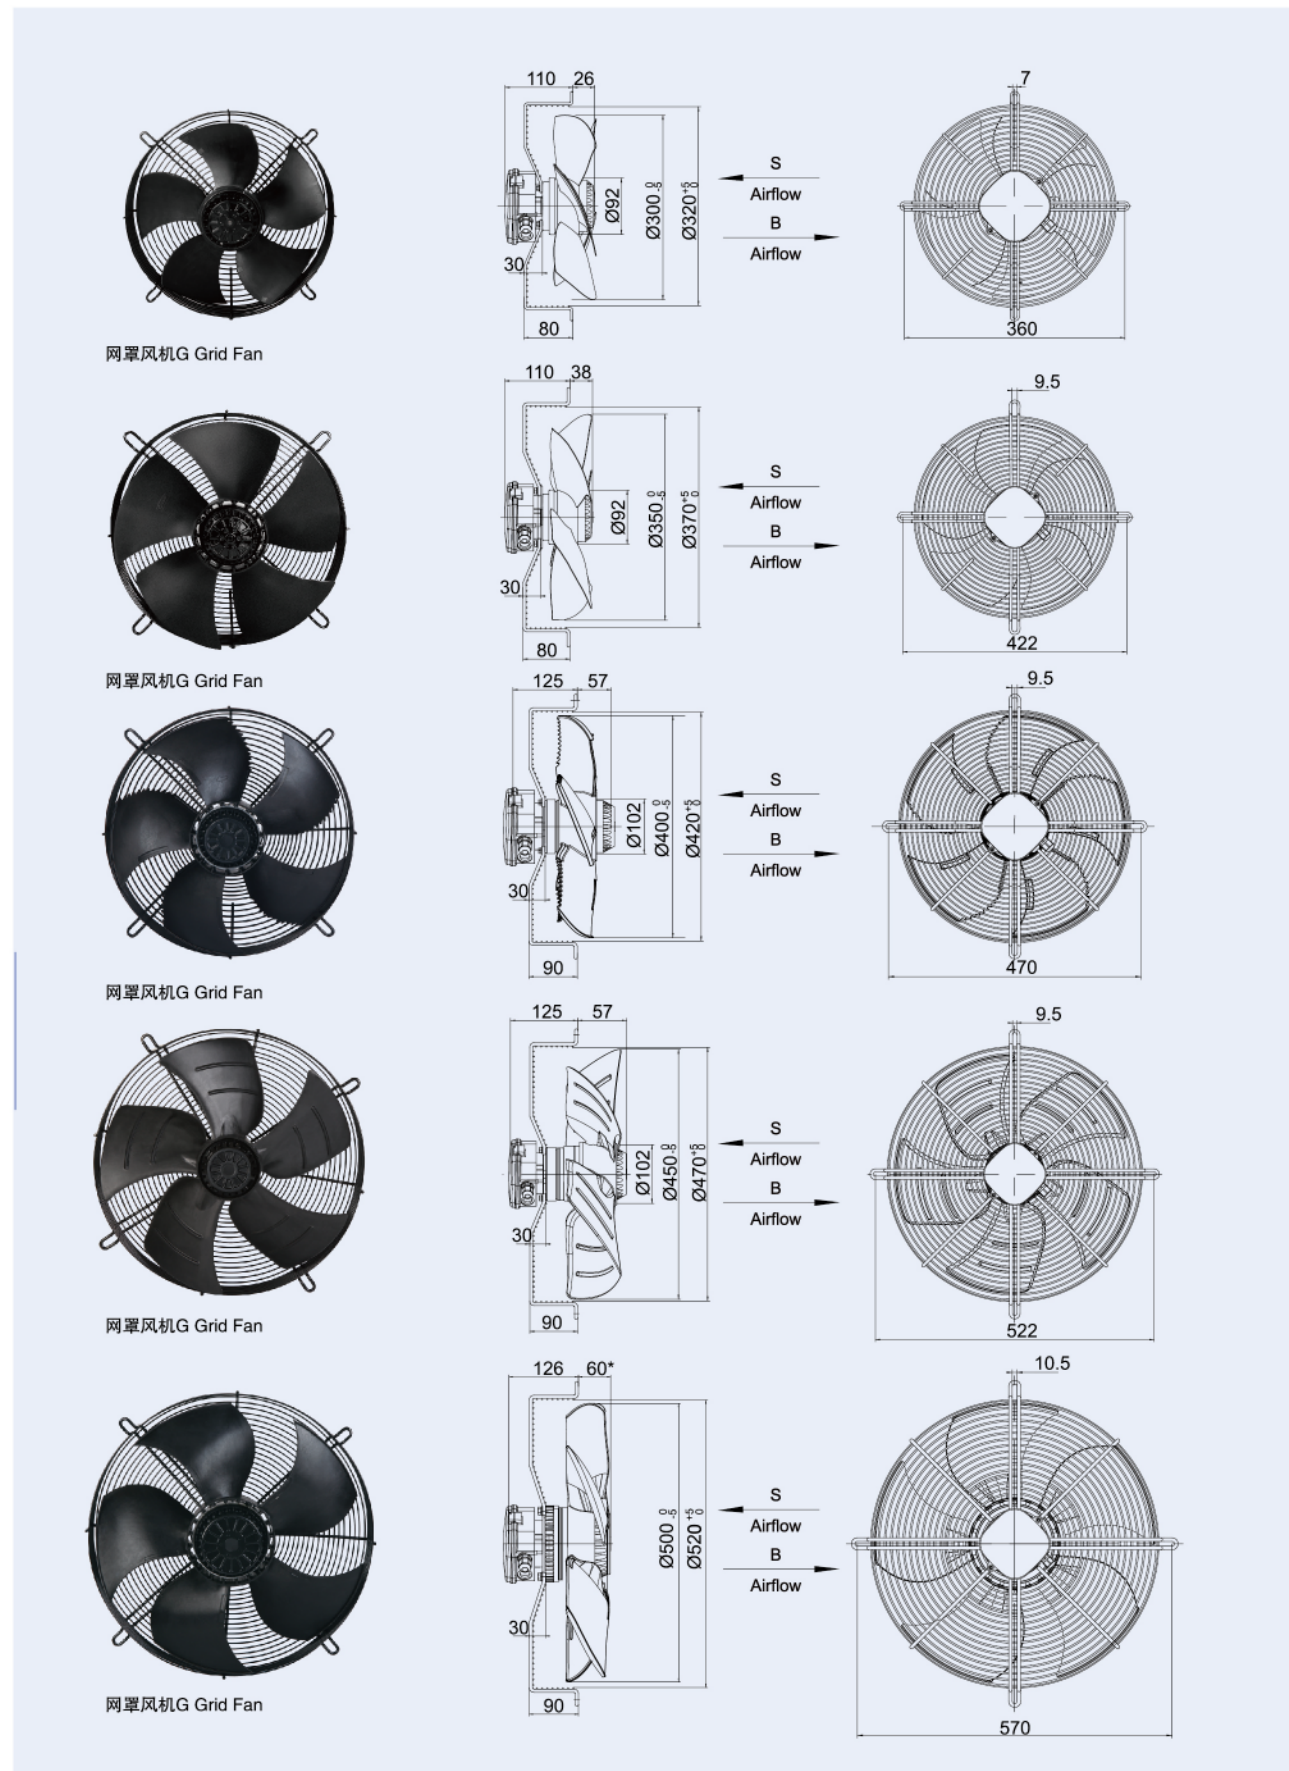 110 26
7
S
Airflow
B
Airflow
Ø92
Ø300 0 -5
Ø320 +5 0
30
80
360
网罩风机G Grid Fan
110 38
9.5
S
Airflow
B
Airflow
Ø92
Ø350 0 -5
Ø370 +5 0
30
80
422
网罩风机G Grid Fan
125 57
9.5
S
Airflow
B
Airflow
Ø102
Ø400 0 -5
Ø420 +5 0
30
90
470
网罩风机G Grid Fan
125 57
9.5
S
Airflow
B
Airflow
Ø102
Ø450 0 -5
Ø470 +5 0
30
90
522
网罩风机G Grid Fan
126 60*
10.5
S
Airflow
B
Airflow
Ø500 0 -5
Ø520 +5 0
30
90
570
网罩风机G Grid Fan